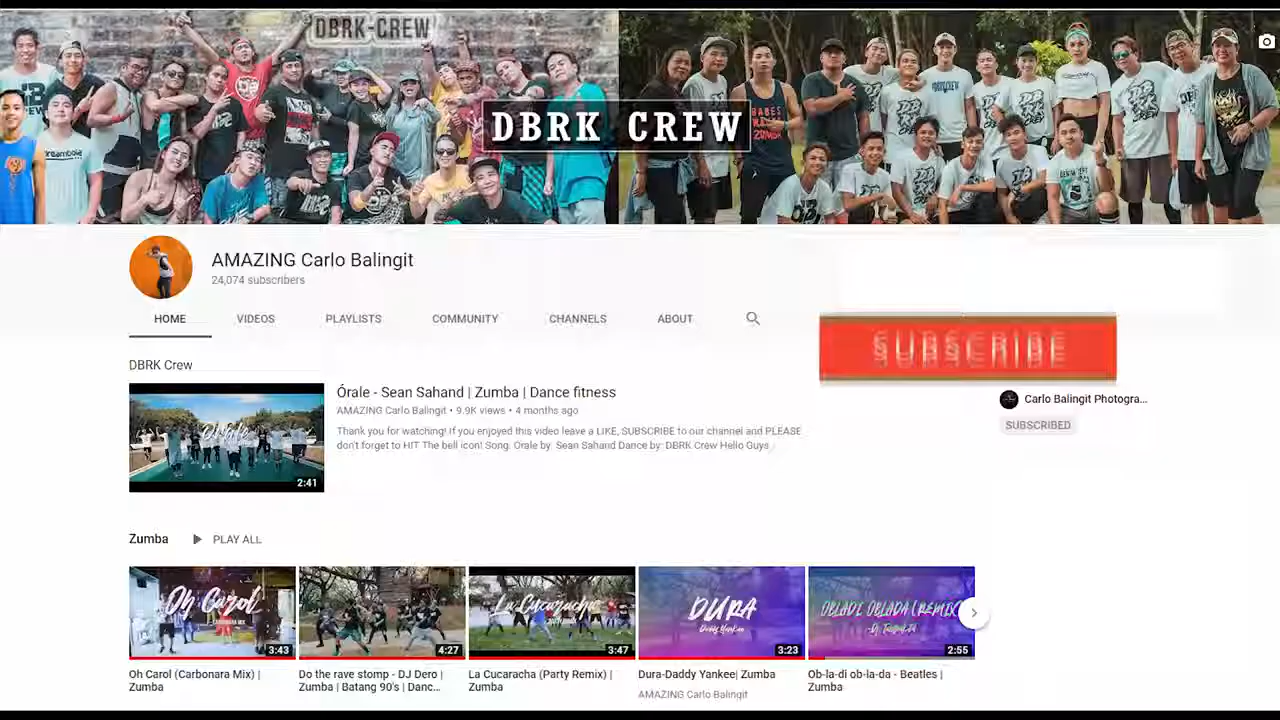 DBRK-CREW
DBRK CREW
AMAZING Carlo Balingit
24,074 subscribers
HOME VIDEOS PLAYLISTS COMMUNITY CHANNELS ABOUT
SUBSCRIBE
Carlo Balingit Photogra...
SUBSCRIBED
DBRK Crew
Órale - Sean Sahand | Zumba | Dance fitness
AMAZING Carlo Balingit • 9.9K views • 4 months ago
Thank you for watching! If you enjoyed this video leave a LIKE, SUBSCRIBE to our channel and PLEASE
don't forget to HIT The bell icon! Song: Orale by: Sean Sahand Dance by: DBRK Crew Hello Guys
2:41
Zumba PLAY ALL
Oh Carol
3:43
4:27
La Cucaracha
3:47
DURA
Daddy Yankee
3:23
OBLADI OBLADA (REMIX)
2:55
Oh Carol (Carbonara Mix) |
Zumba
Do the rave stomp - DJ Dero |
Zumba | Batang 90's | Danc...
La Cucaracha (Party Remix) |
Zumba
Dura-Daddy Yankee| Zumba
AMAZING Carlo Balingit
Ob-la-di ob-la-da - Beatles |
Zumba